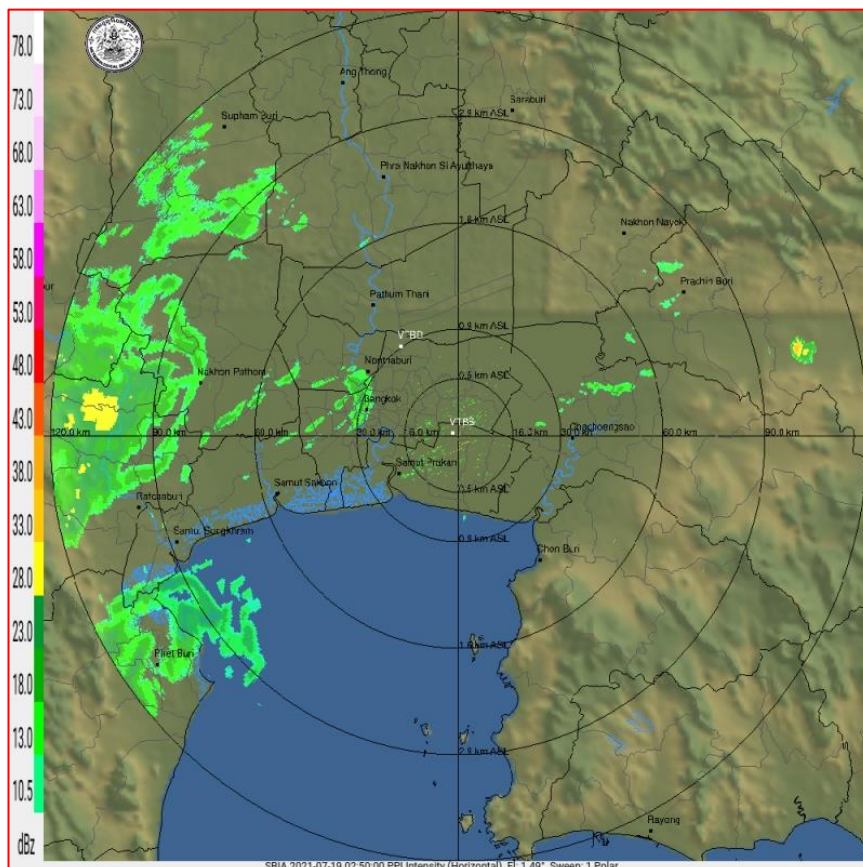 78.0
73.0
68.0
63.0
58.0
53.0
48.0
43.0
38.0
33.0
28.0
23.0
18.0
13.0
10.5
dBz
Ang Thong
Saraburi
Suphan Buri
2.9 km ASL
Phra Nakhon Si Ayutthaya
1.8 km ASL
Nakhon Nayok
Prachin Buri
Pathum Thani
0.9 km ASL
VTBD
Nonthaburi
0.5 km ASL
Nakhon Pathom
Bangkok
VTBS
120.0 km
90.0 km
60.0 km
30.0 km
16.0 km
30.0 km
60.0 km
90.0 km
Chachoengsao
Samut Prakan
0.5 km ASL
Samut Sakhon
Ratchaburi
0.9 km ASL
Samut Songkhram
Chon Buri
1.8 km ASL
Phet Buri
2.9 km ASL
Rayong
SBIA 2021-07-19 02:50:00 PPI Intensity (Horizontal), El: 1.49°, Sweep: 1 Polar